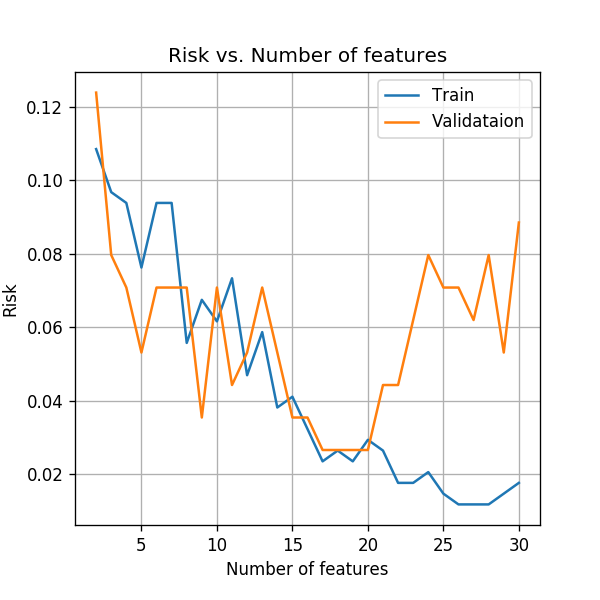 Risk vs. Number of features
Train
Validataion
0.12
0.10
0.08
0.06
0.04
0.02
Risk
5 10 15 20 25 30
Number of features